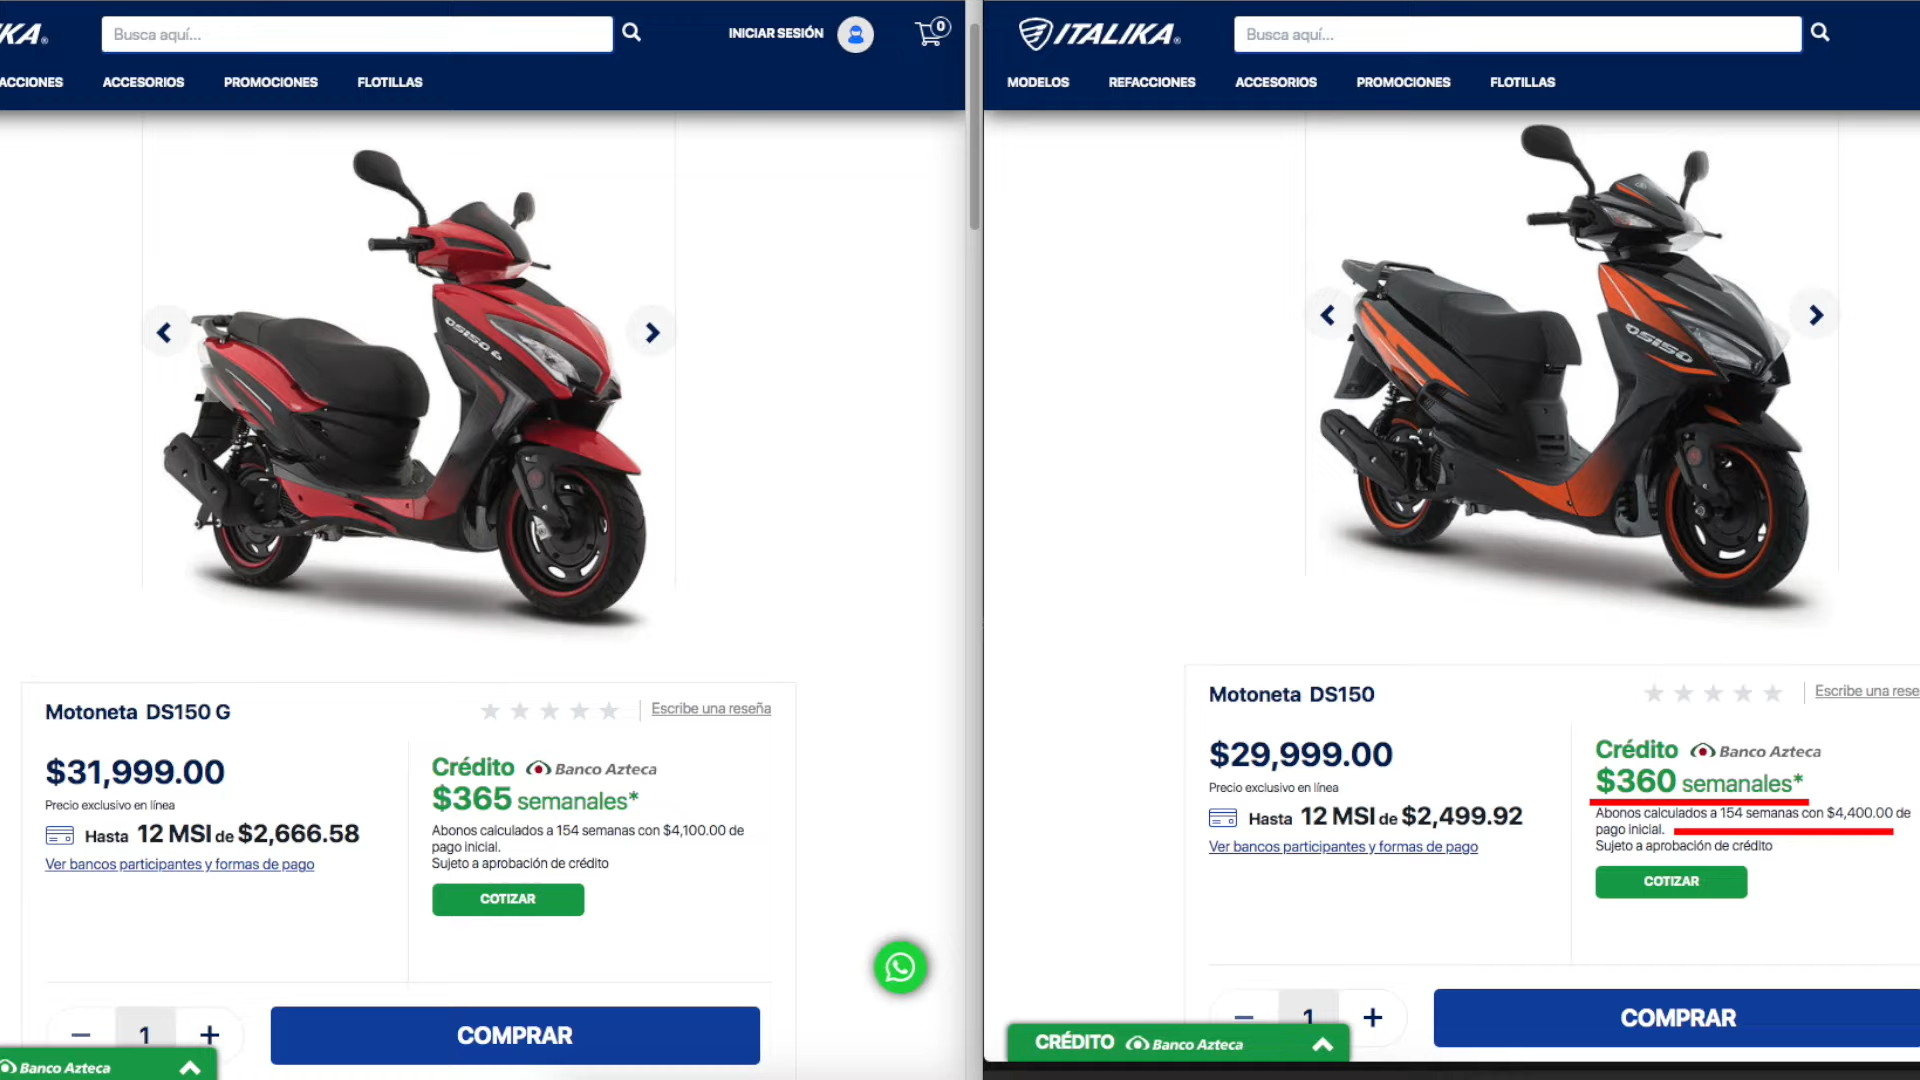 KA®
Busca aquí...
INICIAR SESIÓN
0
ACCIONES
ACCESORIOS
PROMOCIONES
FLOTILLAS
DS150 G
Motoneta DS150 G
Escribe una reseña
$31,999.00
Precio exclusivo en línea
Hasta 12 MSI de $2,666.58
Ver bancos participantes y formas de pago
Crédito Banco Azteca
$365 semanales*
Abonos calculados a 154 semanas con $4,100.00 de
pago inicial.
Sujeto a aprobación de crédito
COTIZAR
1
COMPRAR
Banco Azteca
ITALIKA®
Busca aquí...
MODELOS
REFACCIONES
ACCESORIOS
PROMOCIONES
FLOTILLAS
DS150
Motoneta DS150
Escribe una rese
$29,999.00
Precio exclusivo en línea
Hasta 12 MSI de $2,499.92
Ver bancos participantes y formas de pago
Crédito Banco Azteca
$360 semanales*
Abonos calculados a 154 semanas con $4,400.00 de
pago inicial.
Sujeto a aprobación de crédito
COTIZAR
1
COMPRAR
CRÉDITO Banco Azteca